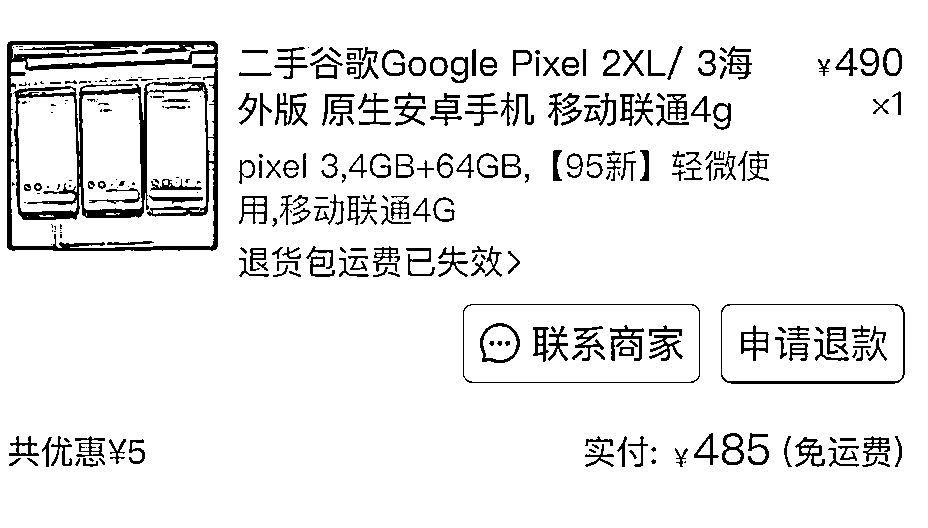 二手谷歌Google Pixel 2XL/ 3海
¥490
外版 原生安卓手机 移动联通4g
×1
pixel 3,4GB+64GB,【95新】轻微使
用,移动联通4G
退货包运费已失效>
联系商家
申请退款
共优惠¥5
实付: ¥485 (免运费)